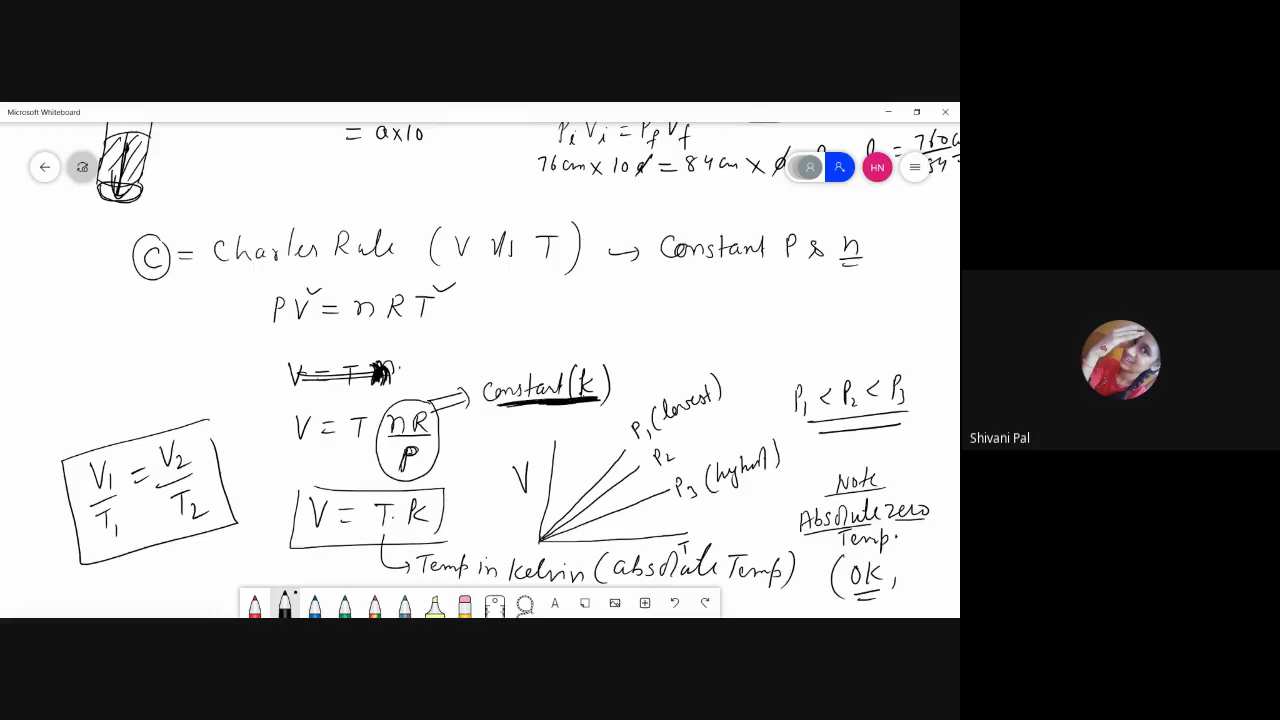 Microsoft Whiteboard
= a×10
PiVi = PfVf
76cm × 10 a = 84cm × a
= 760
HN
C = Charles Rule (V v/s T) → Constant P & n
PV = nRT
V = T
V = T nR/P ⇒ Constant(k)
V1/T1 = V2/T2
V = T. k
→ Temp in Kelvin (absolute Temp)
V
P1 (lowest)
P2
P3 (highest)
T
P1 < P2 < P3
Note
Absolute zero
Temp.
(0K,
A
Shivani Pal